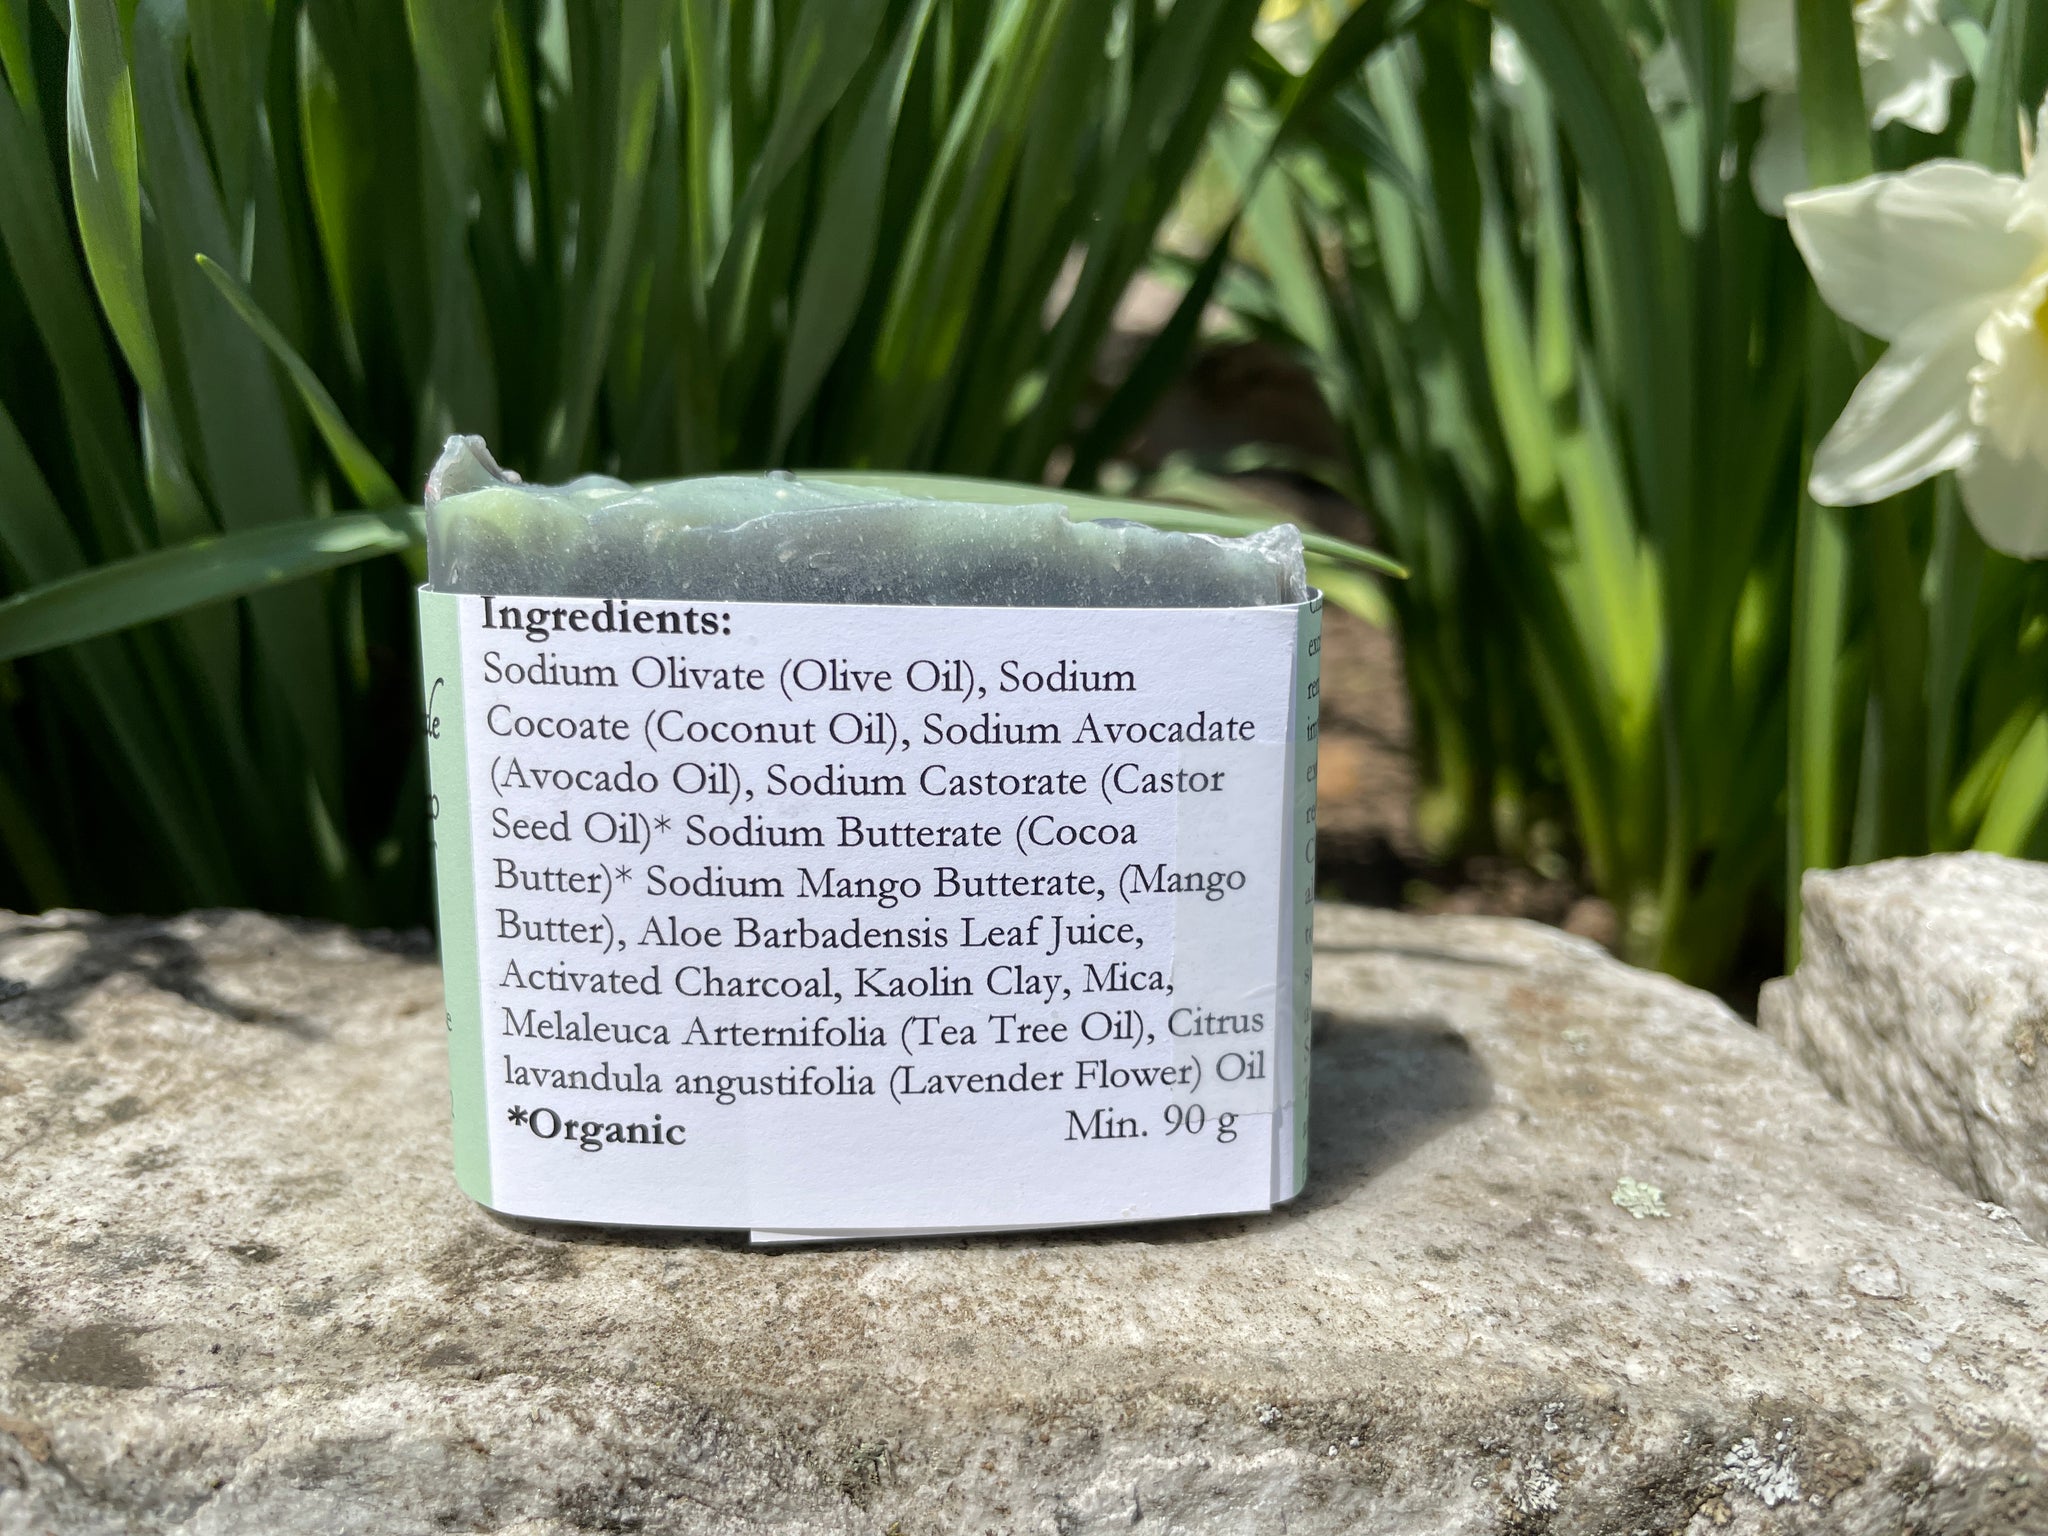 Ingredients:
Sodium Olivate (Olive Oil), Sodium
Cocoate (Coconut Oil), Sodium Avocadate
(Avocado Oil), Sodium Castorate (Castor
Seed Oil)* Sodium Butterate (Cocoa
Butter)* Sodium Mango Butterate, (Mango
Butter), Aloe Barbadensis Leaf Juice,
Activated Charcoal, Kaolin Clay, Mica,
Melaleuca Arternifolia (Tea Tree Oil), Citrus
lavandula angustifolia (Lavender Flower) Oil
*Organic Min. 90 g